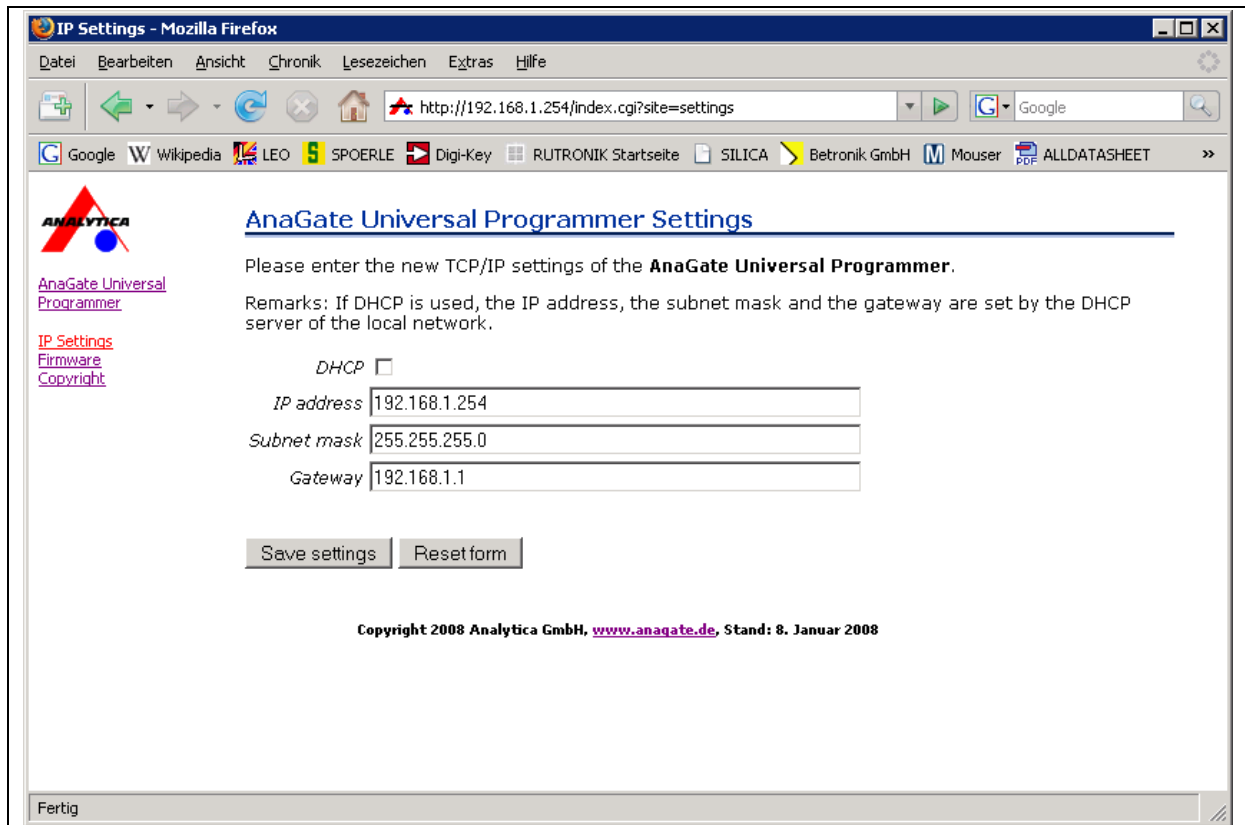 IP Settings - Mozilla Firefox
Datei Bearbeiten Ansicht Chronik Lesezeichen Extras Hilfe
http://192.168.1.254/index.cgi?site=settings
G Google
G Google W Wikipedia LEO S SPOERLE Digi-Key RUTRONIK Startseite SILICA Betronik GmbH M Mouser PDF ALLDATASHEET »
ANALYTICA
AnaGate Universal
Programmer
IP Settings
Firmware
Copyright
AnaGate Universal Programmer Settings
Please enter the new TCP/IP settings of the AnaGate Universal Programmer.
Remarks: If DHCP is used, the IP address, the subnet mask and the gateway are set by the DHCP
server of the local network.
DHCP
IP address 192.168.1.254
Subnet mask 255.255.255.0
Gateway 192.168.1.1
Save settings Reset form
Copyright 2008 Analytica GmbH, www.anagate.de, Stand: 8. Januar 2008
Fertig